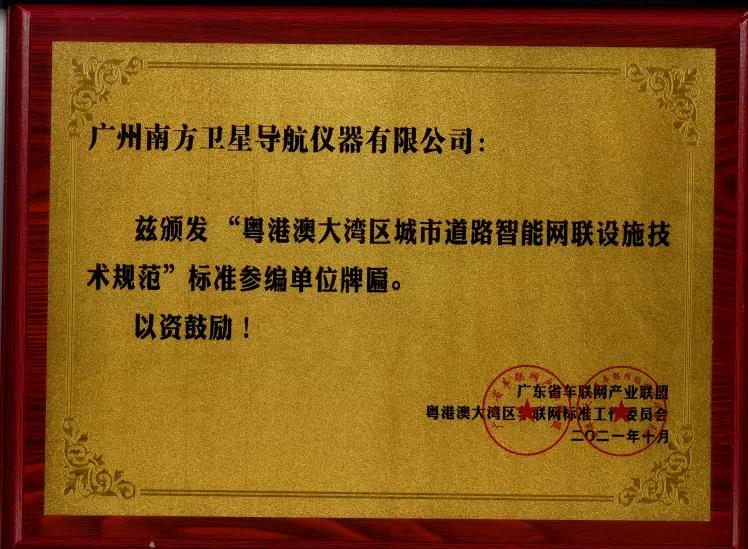 广州南方卫星导航仪器有限公司：
兹颁发“粤港澳大湾区城市道路智能网联设施技
术规范”标准参编单位牌匾。
以资鼓励！
广东省车联网产业联盟
粤港澳大湾区车联网标准工作委员会
二〇二一年十月